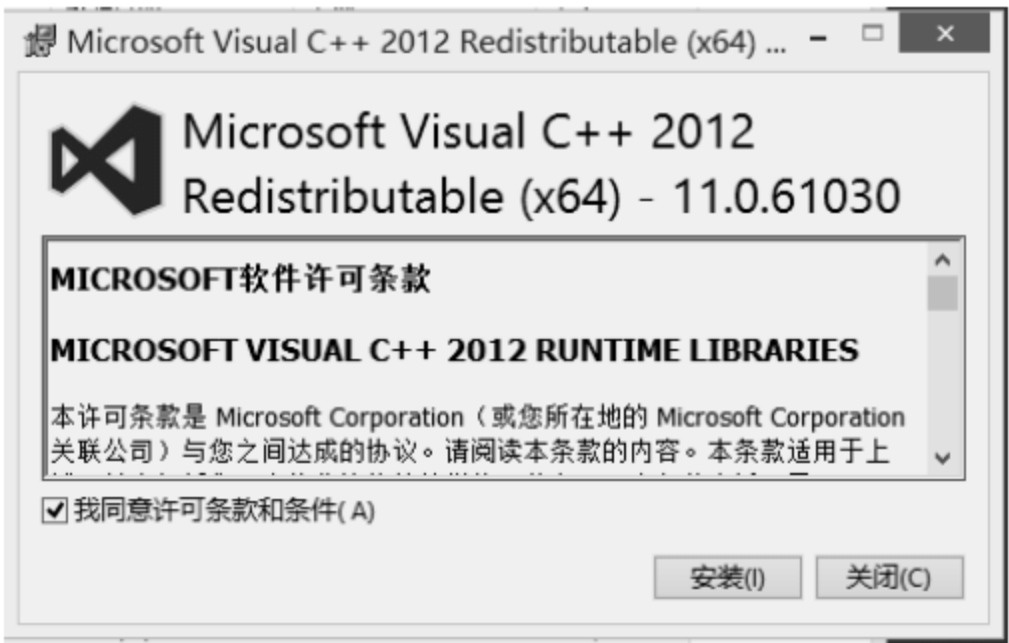 Microsoft Visual C++ 2012 Redistributable (x64) ...
Microsoft Visual C++ 2012
Redistributable (x64) - 11.0.61030
MICROSOFT软件许可条款
MICROSOFT VISUAL C++ 2012 RUNTIME LIBRARIES
本许可条款是 Microsoft Corporation（或您所在地的 Microsoft Corporation
关联公司）与您之间达成的协议。请阅读本条款的内容。本条款适用于上
我同意许可条款和条件( A)
安装(I)
关闭(C)